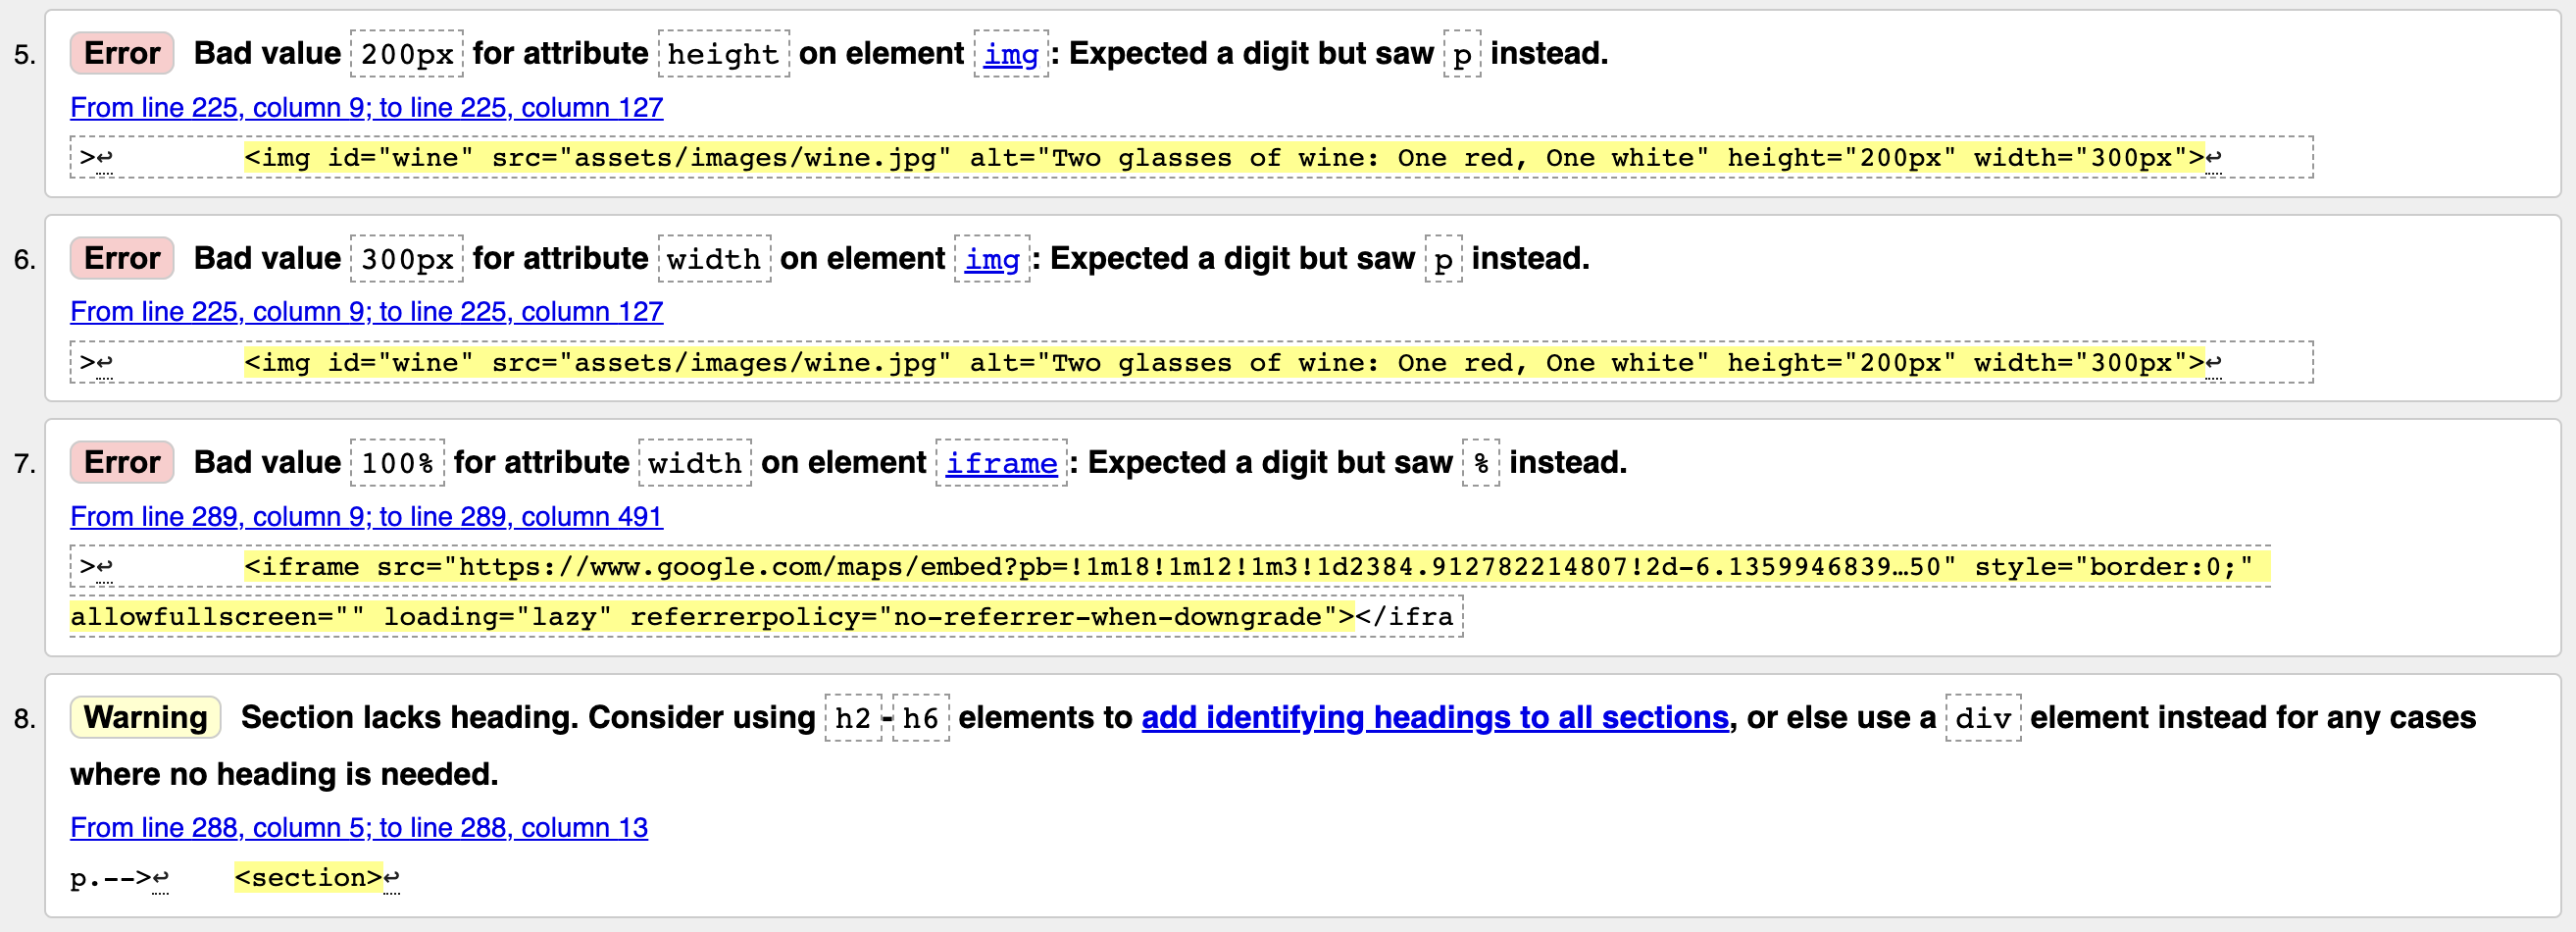 5. Error Bad value 200px for attribute height on element img: Expected a digit but saw p instead.
From line 225, column 9; to line 225, column 127
>↩ <img id="wine" src="assets/images/wine.jpg" alt="Two glasses of wine: One red, One white" height="200px" width="300px">↩
6. Error Bad value 300px for attribute width on element img: Expected a digit but saw p instead.
From line 225, column 9; to line 225, column 127
>↩ <img id="wine" src="assets/images/wine.jpg" alt="Two glasses of wine: One red, One white" height="200px" width="300px">↩
7. Error Bad value 100% for attribute width on element iframe: Expected a digit but saw % instead.
From line 289, column 9; to line 289, column 491
>↩ <iframe src="https://www.google.com/maps/embed?pb=!1m18!1m12!1m3!1d2384.912782214807!2d-6.1359946839…50" style="border:0;"
allowfullscreen="" loading="lazy" referrerpolicy="no-referrer-when-downgrade"></ifra
8. Warning Section lacks heading. Consider using h2-h6 elements to add identifying headings to all sections, or else use a div element instead for any cases
where no heading is needed.
From line 288, column 5; to line 288, column 13
p.-->↩ <section>↩